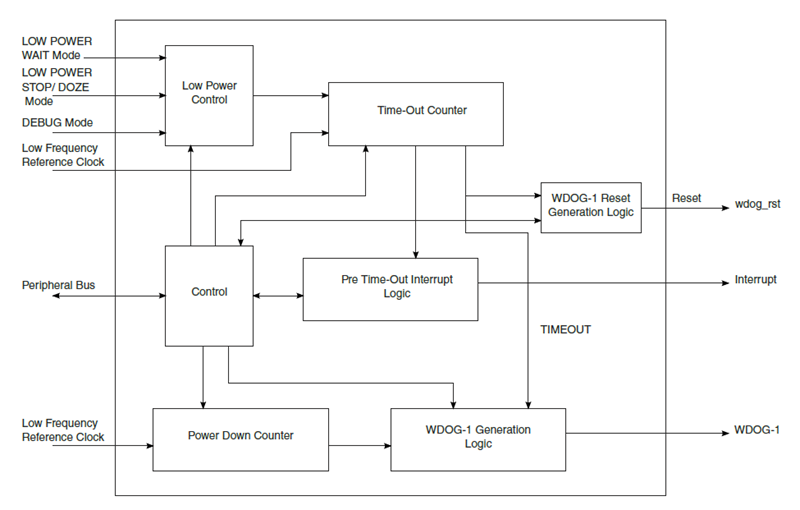 LOW POWER
WAIT Mode
LOW POWER
STOP/ DOZE
Mode
DEBUG Mode
Low Frequency
Reference Clock
Low Power
Control
Time-Out Counter
WDOG-1 Reset
Generation Logic
Reset
wdog_rst
Peripheral Bus
Control
Pre Time-Out Interrupt
Logic
Interrupt
TIMEOUT
Low Frequency
Reference Clock
Power Down Counter
WDOG-1 Generation
Logic
WDOG-1